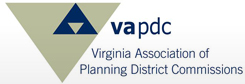 vapdc
Virginia Association of
Planning District Commissions